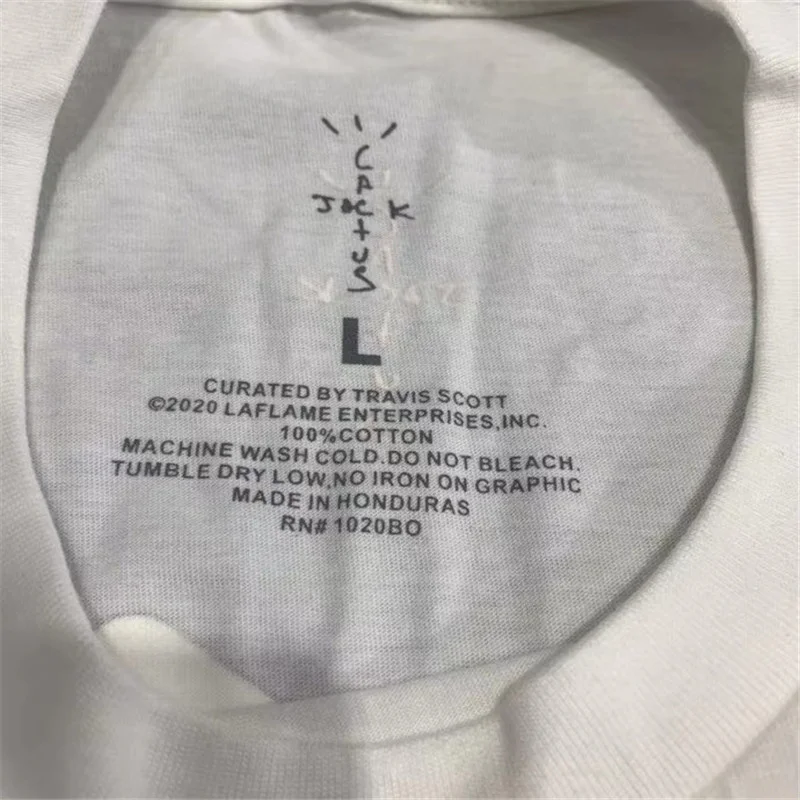 CACTUS
JACK
L
CURATED BY TRAVIS SCOTT
©2020 LAFLAME ENTERPRISES,INC.
100%COTTON
MACHINE WASH COLD.DO NOT BLEACH.
TUMBLE DRY LOW,NO IRON ON GRAPHIC
MADE IN HONDURAS
RN# 1020BO